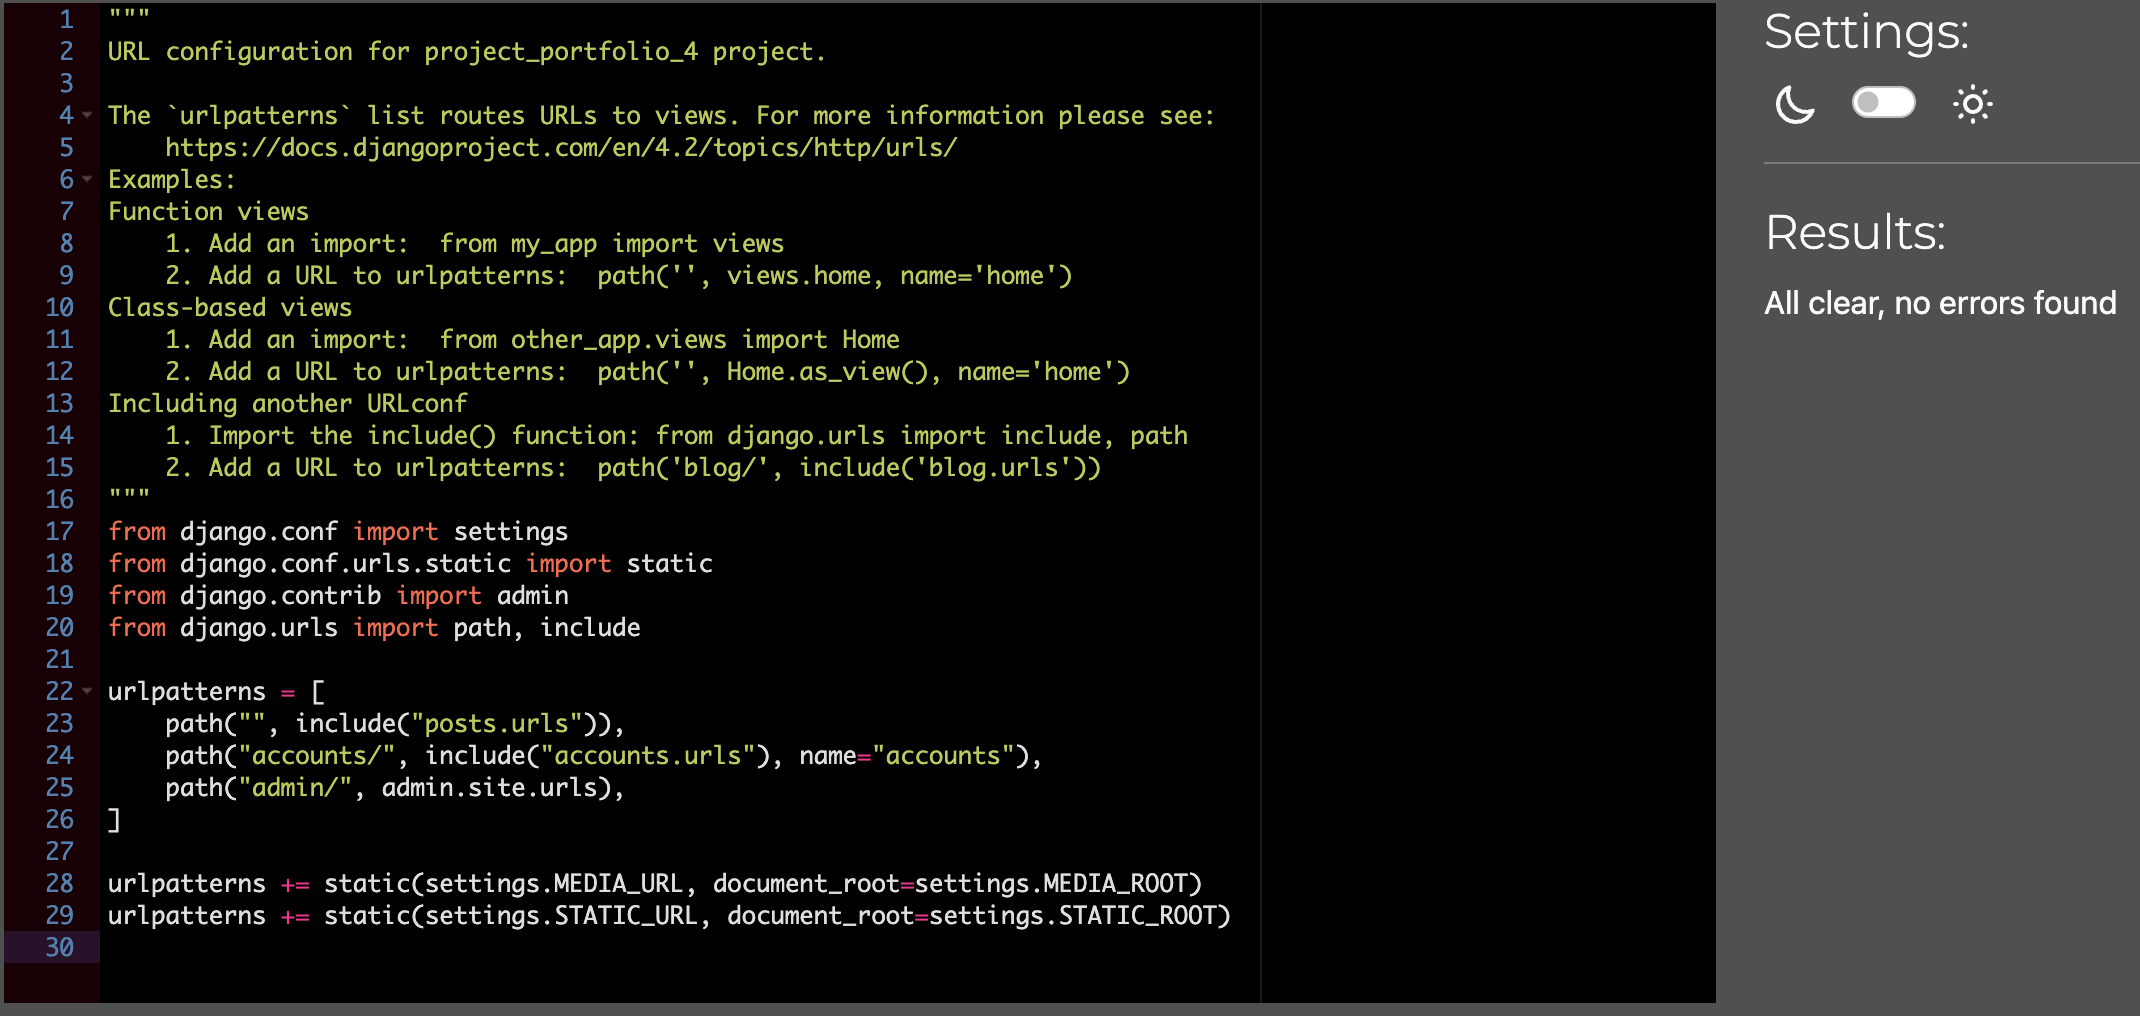 1 """
2 URL configuration for project_portfolio_4 project.
3
4 The `urlpatterns` list routes URLs to views. For more information please see:
5     https://docs.djangoproject.com/en/4.2/topics/http/urls/
6 Examples:
7 Function views
8     1. Add an import:  from my_app import views
9     2. Add a URL to urlpatterns:  path('', views.home, name='home')
10 Class-based views
11     1. Add an import:  from other_app.views import Home
12     2. Add a URL to urlpatterns:  path('', Home.as_view(), name='home')
13 Including another URLconf
14     1. Import the include() function: from django.urls import include, path
15     2. Add a URL to urlpatterns:  path('blog/', include('blog.urls'))
16 """
17 from django.conf import settings
18 from django.conf.urls.static import static
19 from django.contrib import admin
20 from django.urls import path, include
21
22 urlpatterns = [
23     path("", include("posts.urls")),
24     path("accounts/", include("accounts.urls"), name="accounts"),
25     path("admin/", admin.site.urls),
26 ]
27
28 urlpatterns += static(settings.MEDIA_URL, document_root=settings.MEDIA_ROOT)
29 urlpatterns += static(settings.STATIC_URL, document_root=settings.STATIC_ROOT)
30
Settings:
Results:
All clear, no errors found